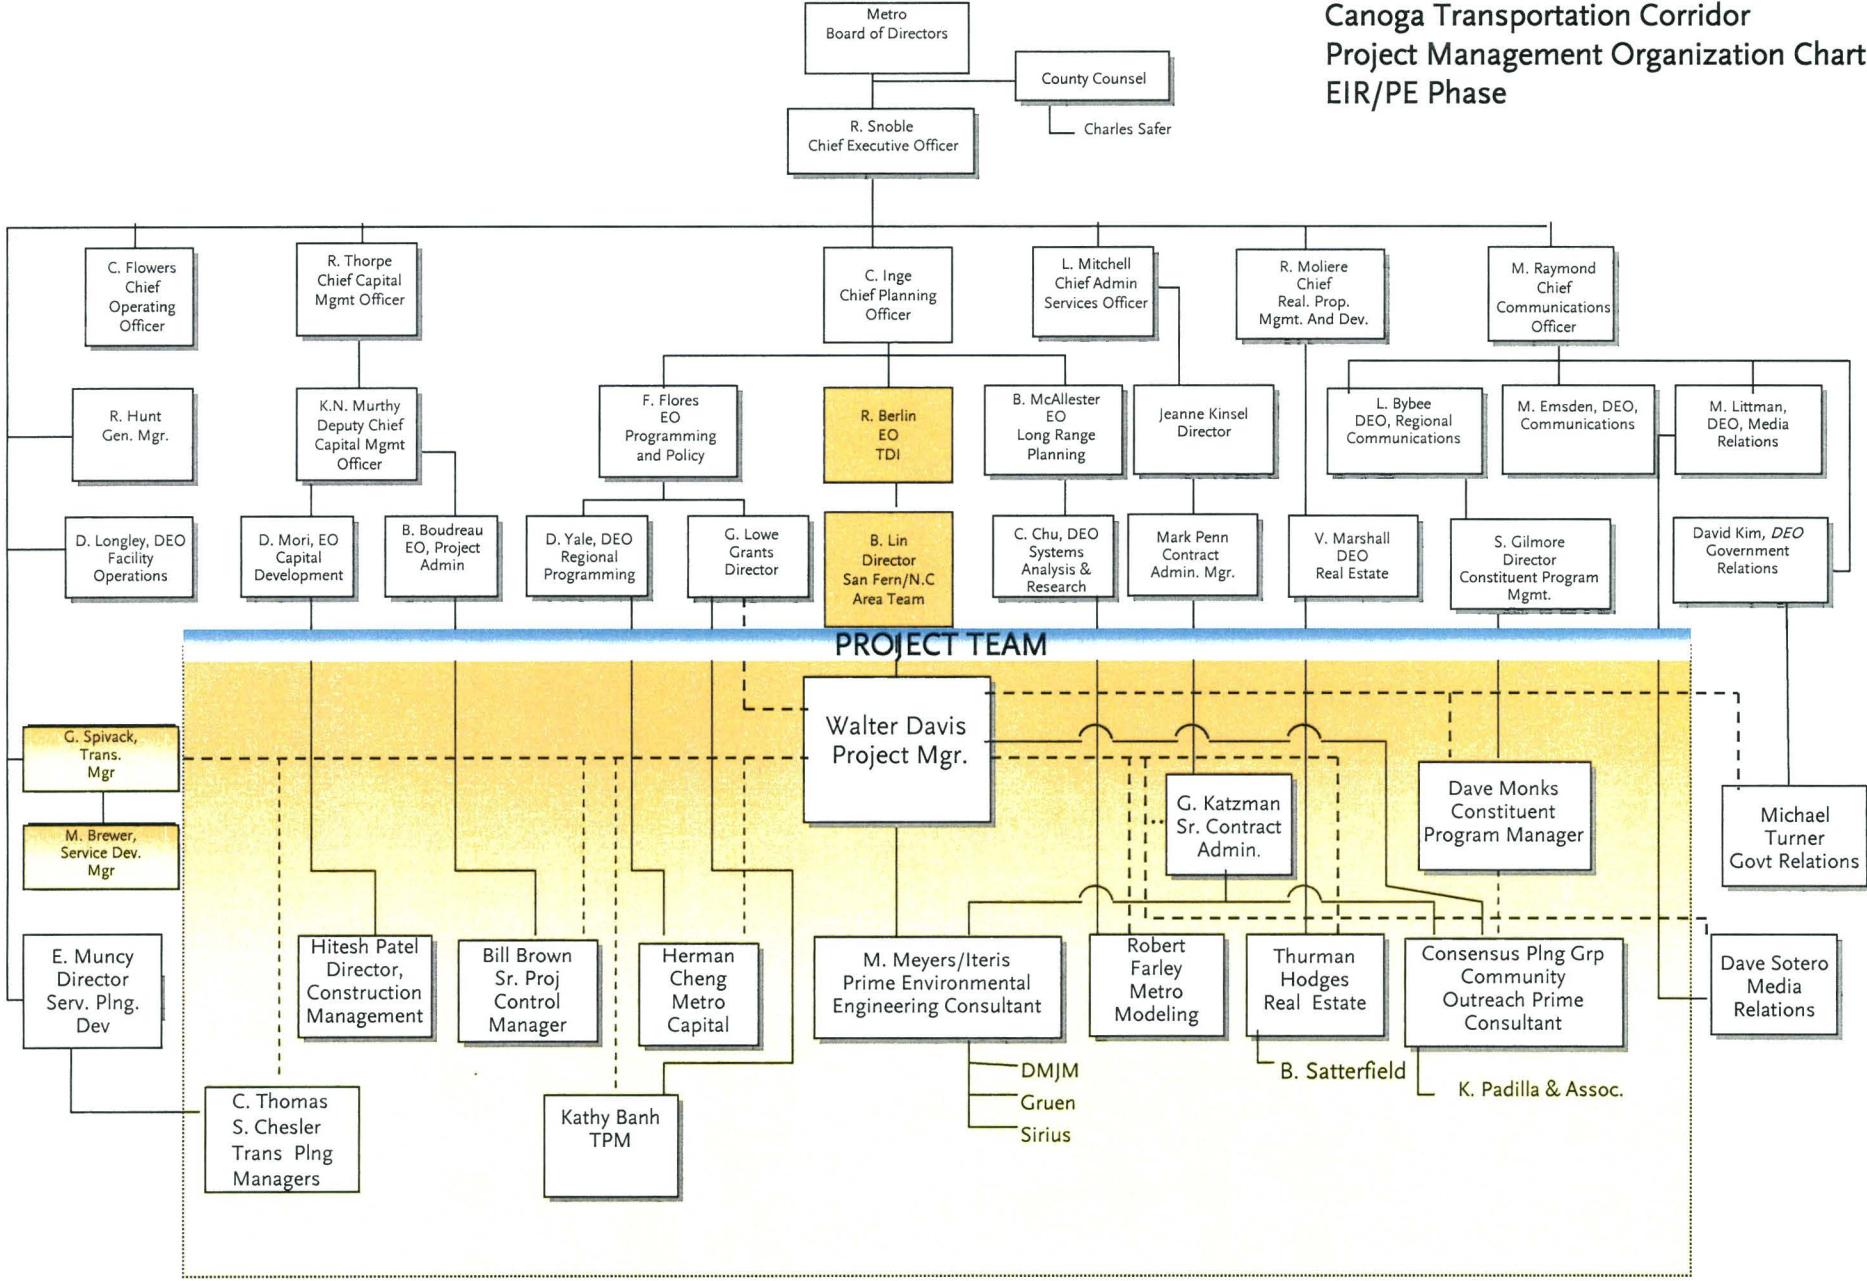 Canoga Transportation Corridor
Project Management Organization Chart
EIR/PE Phase
Metro
Board of Directors
County Counsel
Charles Safer
R. Snoble
Chief Executive Officer
C. Flowers
Chief
Operating
Officer
R. Thorpe
Chief Capital
Mgmt Officer
C. Inge
Chief Planning
Officer
L. Mitchell
Chief Admin
Services Officer
R. Moliere
Chief
Real. Prop.
Mgmt. And Dev.
M. Raymond
Chief
Communications
Officer
R. Hunt
Gen. Mgr.
K.N. Murthy
Deputy Chief
Capital Mgmt
Officer
F. Flores
EO
Programming
and Policy
R. Berlin
EO
TDI
B. McAllester
EO
Long Range
Planning
Jeanne Kinsel
Director
L. Bybee
DEO, Regional
Communications
M. Emsden, DEO,
Communications
M. Littman,
DEO, Media
Relations
D. Longley, DEO
Facility
Operations
D. Mori, EO
Capital
Development
B. Boudreau
EO, Project
Admin
D. Yale, DEO
Regional
Programming
G. Lowe
Grants
Director
B. Lin
Director
San Fern/N.C
Area Team
C. Chu, DEO
Systems
Analysis &
Research
Mark Penn
Contract
Admin. Mgr.
V. Marshall
DEO
Real Estate
S. Gilmore
Director
Constituent Program
Mgmt.
David Kim, DEO
Government
Relations
PROJECT TEAM
G. Spivack,
Trans.
Mgr
Walter Davis
Project Mgr.
M. Brewer,
Service Dev.
Mgr
G. Katzman
Sr. Contract
Admin.
Dave Monks
Constituent
Program Manager
Michael
Turner
Govt Relations
E. Muncy
Director
Serv. Plng.
Dev
Hitesh Patel
Director,
Construction
Management
Bill Brown
Sr. Proj
Control
Manager
Herman
Cheng
Metro
Capital
M. Meyers/Iteris
Prime Environmental
Engineering Consultant
Robert
Farley
Metro
Modeling
Thurman
Hodges
Real Estate
Consensus Plng Grp
Community
Outreach Prime
Consultant
Dave Sotero
Media
Relations
DMJM
Gruen
Sirius
B. Satterfield
K. Padilla & Assoc.
C. Thomas
S. Chesler
Trans Plng
Managers
Kathy Banh
TPM